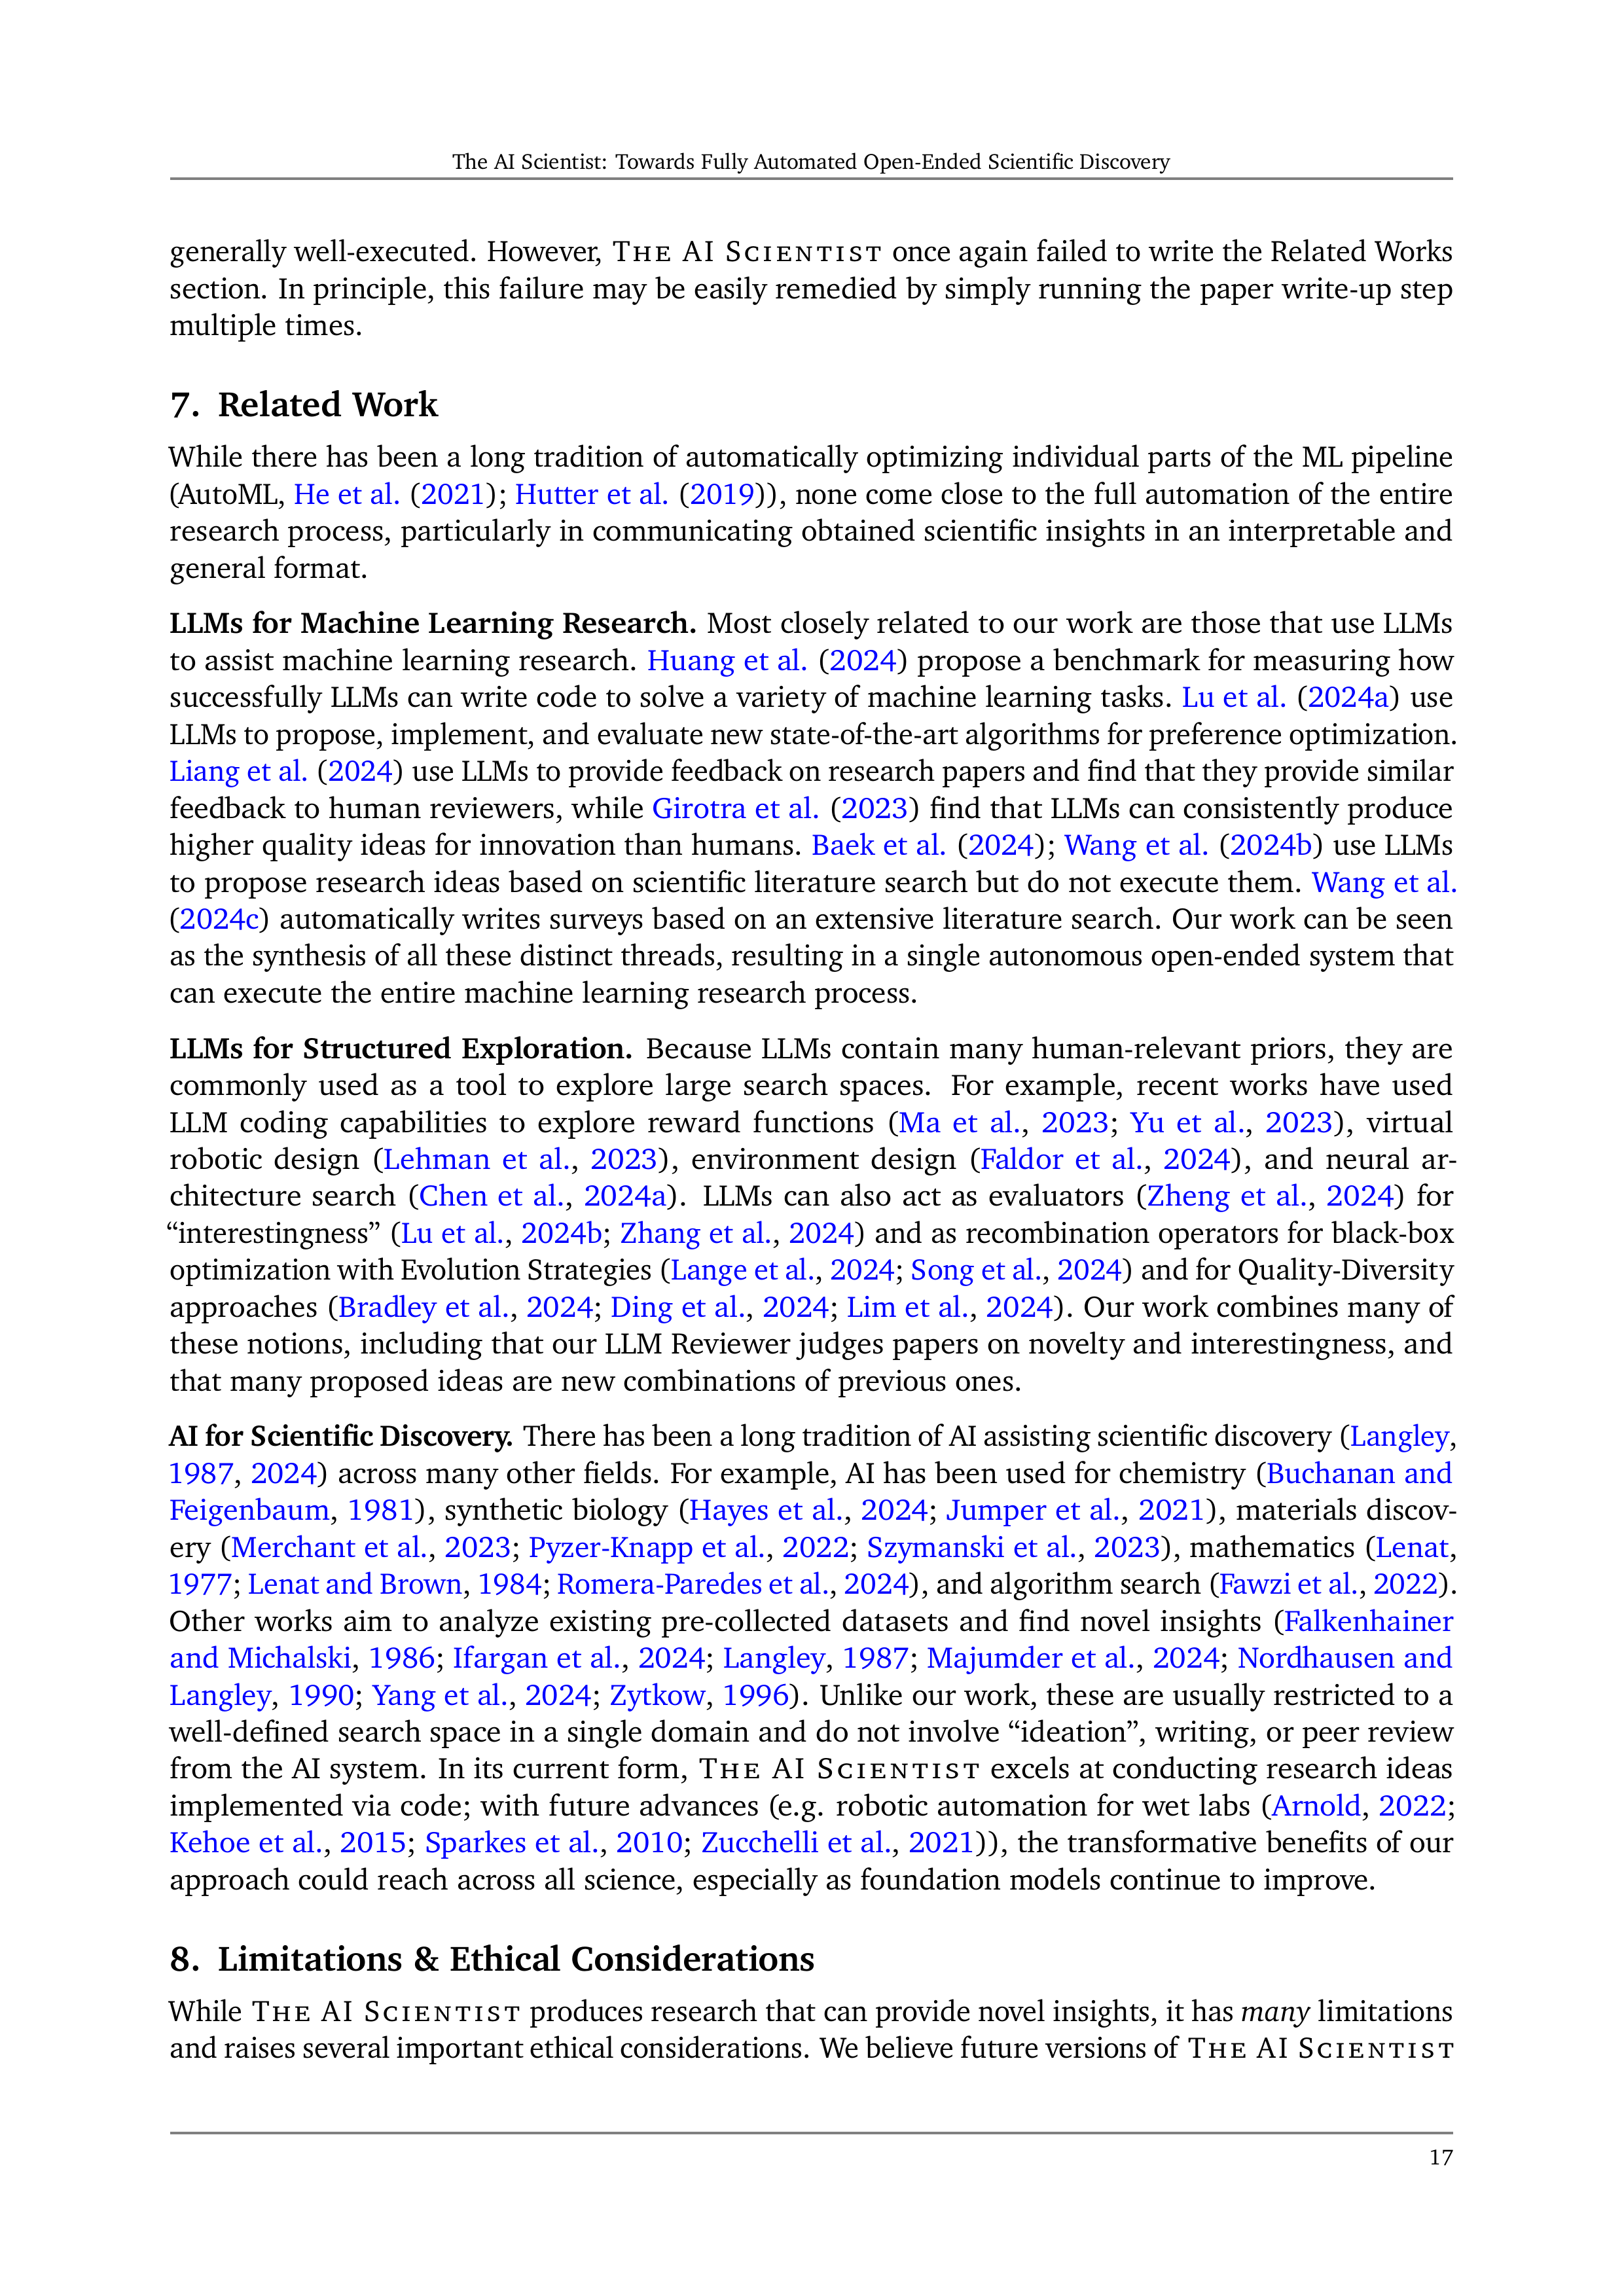 The AI Scientist: Towards Fully Automated Open-Ended Scientific Discovery
generally well-executed. However, The AI Scientist once again failed to write the Related Works
section. In principle, this failure may be easily remedied by simply running the paper write-up step
multiple times.
7. Related Work
While there has been a long tradition of automatically optimizing individual parts of the ML pipeline
(AutoML, He et al. (2021); Hutter et al. (2019)), none come close to the full automation of the entire
research process, particularly in communicating obtained scientific insights in an interpretable and
general format.
LLMs for Machine Learning Research. Most closely related to our work are those that use LLMs
to assist machine learning research. Huang et al. (2024) propose a benchmark for measuring how
successfully LLMs can write code to solve a variety of machine learning tasks. Lu et al. (2024a) use
LLMs to propose, implement, and evaluate new state-of-the-art algorithms for preference optimization.
Liang et al. (2024) use LLMs to provide feedback on research papers and find that they provide similar
feedback to human reviewers, while Girotra et al. (2023) find that LLMs can consistently produce
higher quality ideas for innovation than humans. Baek et al. (2024); Wang et al. (2024b) use LLMs
to propose research ideas based on scientific literature search but do not execute them. Wang et al.
(2024c) automatically writes surveys based on an extensive literature search. Our work can be seen
as the synthesis of all these distinct threads, resulting in a single autonomous open-ended system that
can execute the entire machine learning research process.
LLMs for Structured Exploration. Because LLMs contain many human-relevant priors, they are
commonly used as a tool to explore large search spaces. For example, recent works have used
LLM coding capabilities to explore reward functions (Ma et al., 2023; Yu et al., 2023), virtual
robotic design (Lehman et al., 2023), environment design (Faldor et al., 2024), and neural ar-
chitecture search (Chen et al., 2024a). LLMs can also act as evaluators (Zheng et al., 2024) for
“interestingness” (Lu et al., 2024b; Zhang et al., 2024) and as recombination operators for black-box
optimization with Evolution Strategies (Lange et al., 2024; Song et al., 2024) and for Quality-Diversity
approaches (Bradley et al., 2024; Ding et al., 2024; Lim et al., 2024). Our work combines many of
these notions, including that our LLM Reviewer judges papers on novelty and interestingness, and
that many proposed ideas are new combinations of previous ones.
AI for Scientific Discovery. There has been a long tradition of AI assisting scientific discovery (Langley,
1987, 2024) across many other fields. For example, AI has been used for chemistry (Buchanan and
Feigenbaum, 1981), synthetic biology (Hayes et al., 2024; Jumper et al., 2021), materials discov-
ery (Merchant et al., 2023; Pyzer-Knapp et al., 2022; Szymanski et al., 2023), mathematics (Lenat,
1977; Lenat and Brown, 1984; Romera-Paredes et al., 2024), and algorithm search (Fawzi et al., 2022).
Other works aim to analyze existing pre-collected datasets and find novel insights (Falkenhainer
and Michalski, 1986; Ifargan et al., 2024; Langley, 1987; Majumder et al., 2024; Nordhausen and
Langley, 1990; Yang et al., 2024; Zytkow, 1996). Unlike our work, these are usually restricted to a
well-defined search space in a single domain and do not involve “ideation”, writing, or peer review
from the AI system. In its current form, The AI Scientist excels at conducting research ideas
implemented via code; with future advances (e.g. robotic automation for wet labs (Arnold, 2022;
Kehoe et al., 2015; Sparkes et al., 2010; Zucchelli et al., 2021)), the transformative benefits of our
approach could reach across all science, especially as foundation models continue to improve.
8. Limitations & Ethical Considerations
While The AI Scientist produces research that can provide novel insights, it has many limitations
and raises several important ethical considerations. We believe future versions of The AI Scientist
17